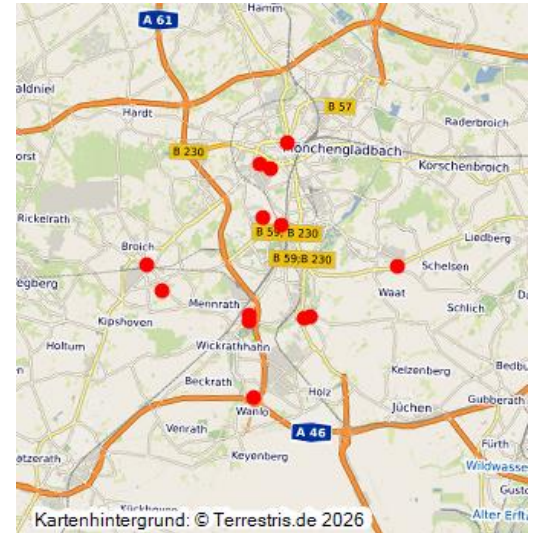 Hamm
A 61
aldniel
B 57
Hardt
Raderbroich
B 230
Mönchengladbach
orst
Korschenbroich
Rickelrath
B 59; B 230
Liedberg
Broich
B 59;B 230
Schelsen
egberg
Waat
Mennrath
Schlich
Kipshoven
Holtum
Wickrathhahn
Kelzenberg
Bedbu
Beckrath
Holz
Gubberath
Jüchen
Wanlo
Venrath
A 46
Fürth
Keyenberg
atzerath
Wildwasse
Gusto
Kückhoven
Alter Erft
Kartenhintergrund: © Terrestris.de 2026